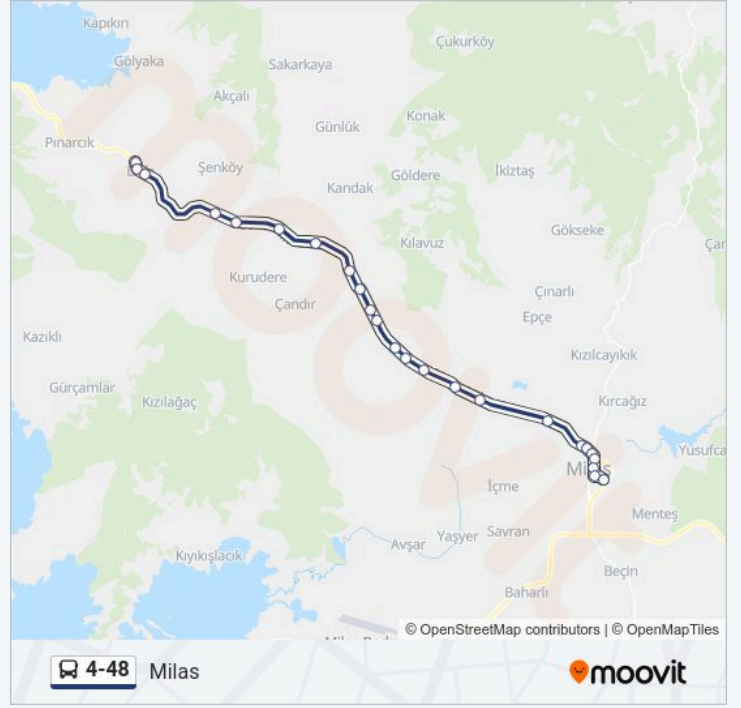 Kapıkırı
Çukurköy
Gölyaka
Sakarkaya
Akçalı
Konak
Günlük
Pınarcık
Şenköy
Göldere
İkiztaş
Kandak
Gökseke
Kılavuz
Çar
Kurudere
Çandır
Çınarlı
Epçe
Kazıklı
Kızılcayıkık
Gürçamlar
Kızılağaç
Kırcağız
Yusufca
Milas
İçme
Menteş
Savran
Yaşyer
Avşar
Kıyıkışlacık
Beçin
Baharlı
moovit
© OpenStreetMap contributors | © OpenMapTiles
4-48 Milas
moovit